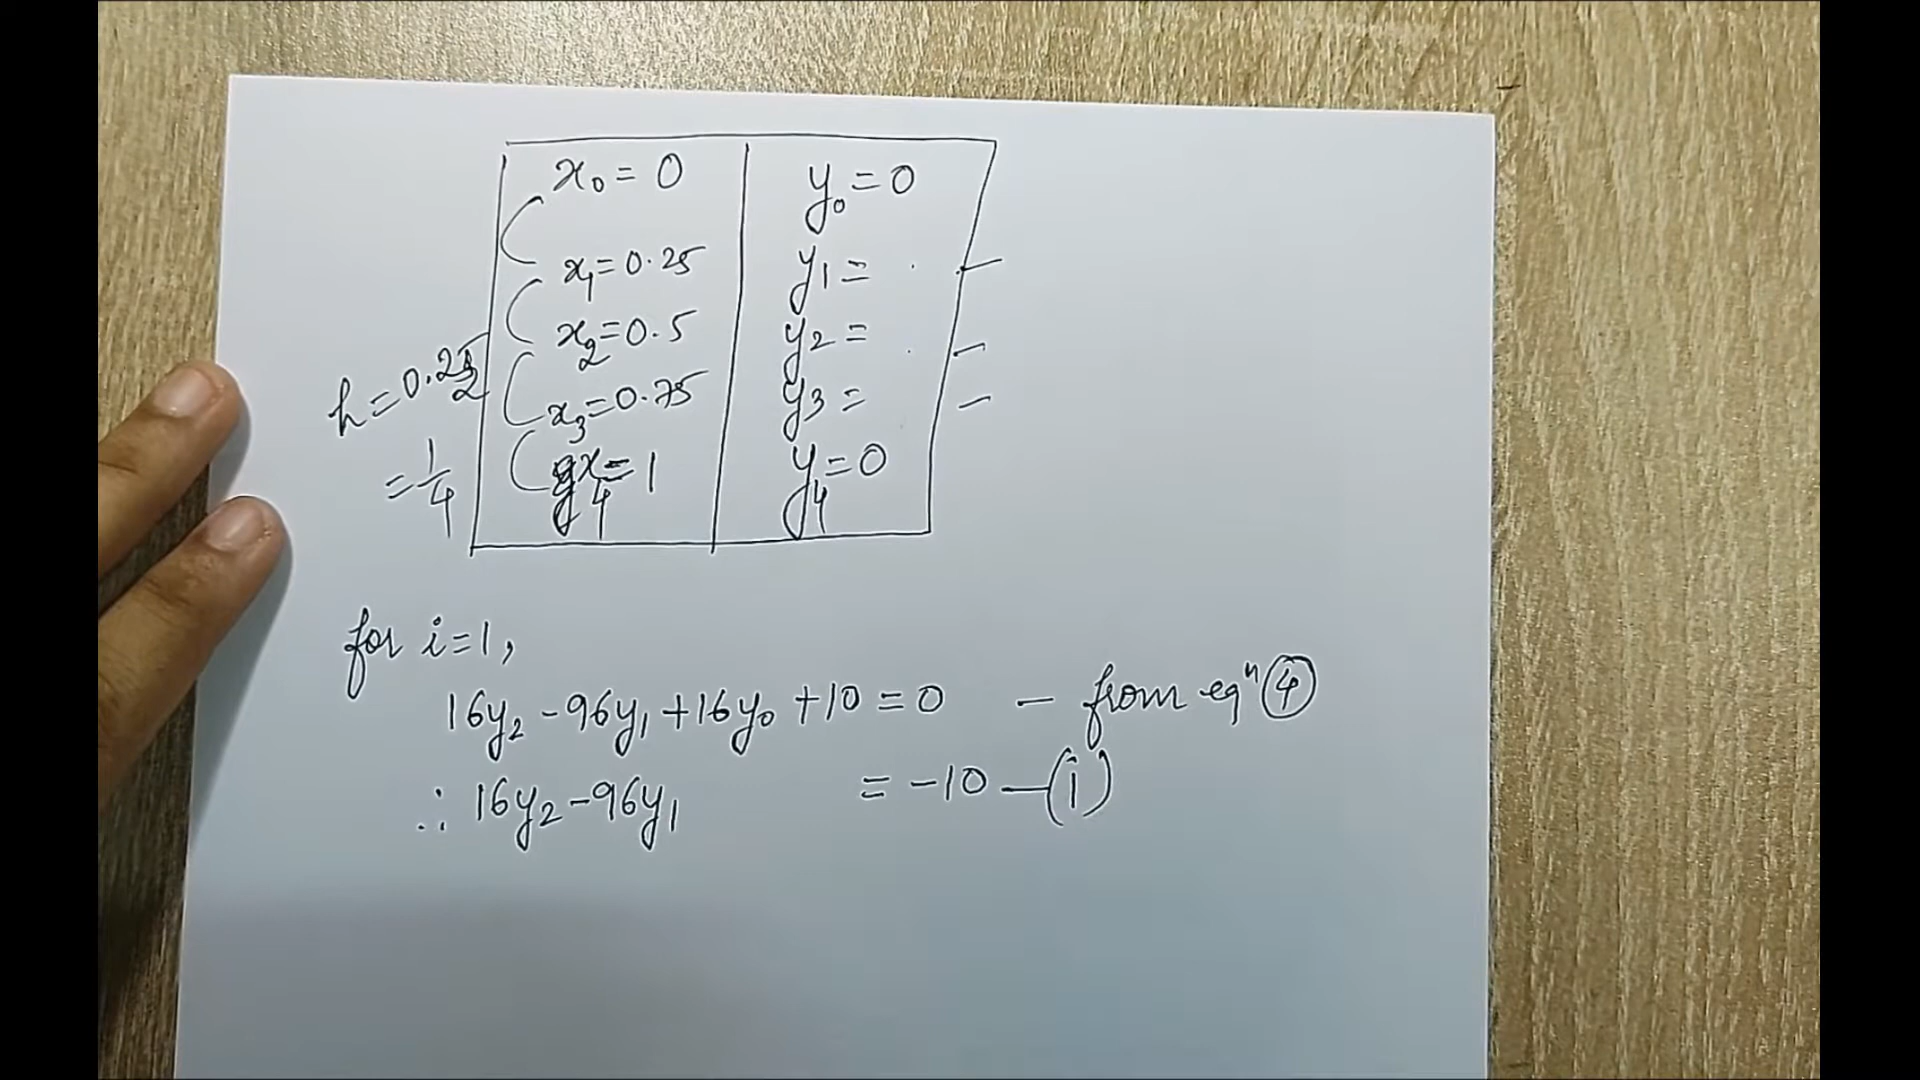 x₀ = 0 y₀ = 0
x₁ = 0.25 y₁ =
x₂ = 0.5 y₂ =
h = 0.25 x₃ = 0.75 y₃ =
= 1/4 x₄ = 1 y₄ = 0
for i = 1,
16y₂ - 96y₁ + 16y₀ + 10 = 0 - from eqⁿ ④
∴ 16y₂ - 96y₁ = -10 — (i)